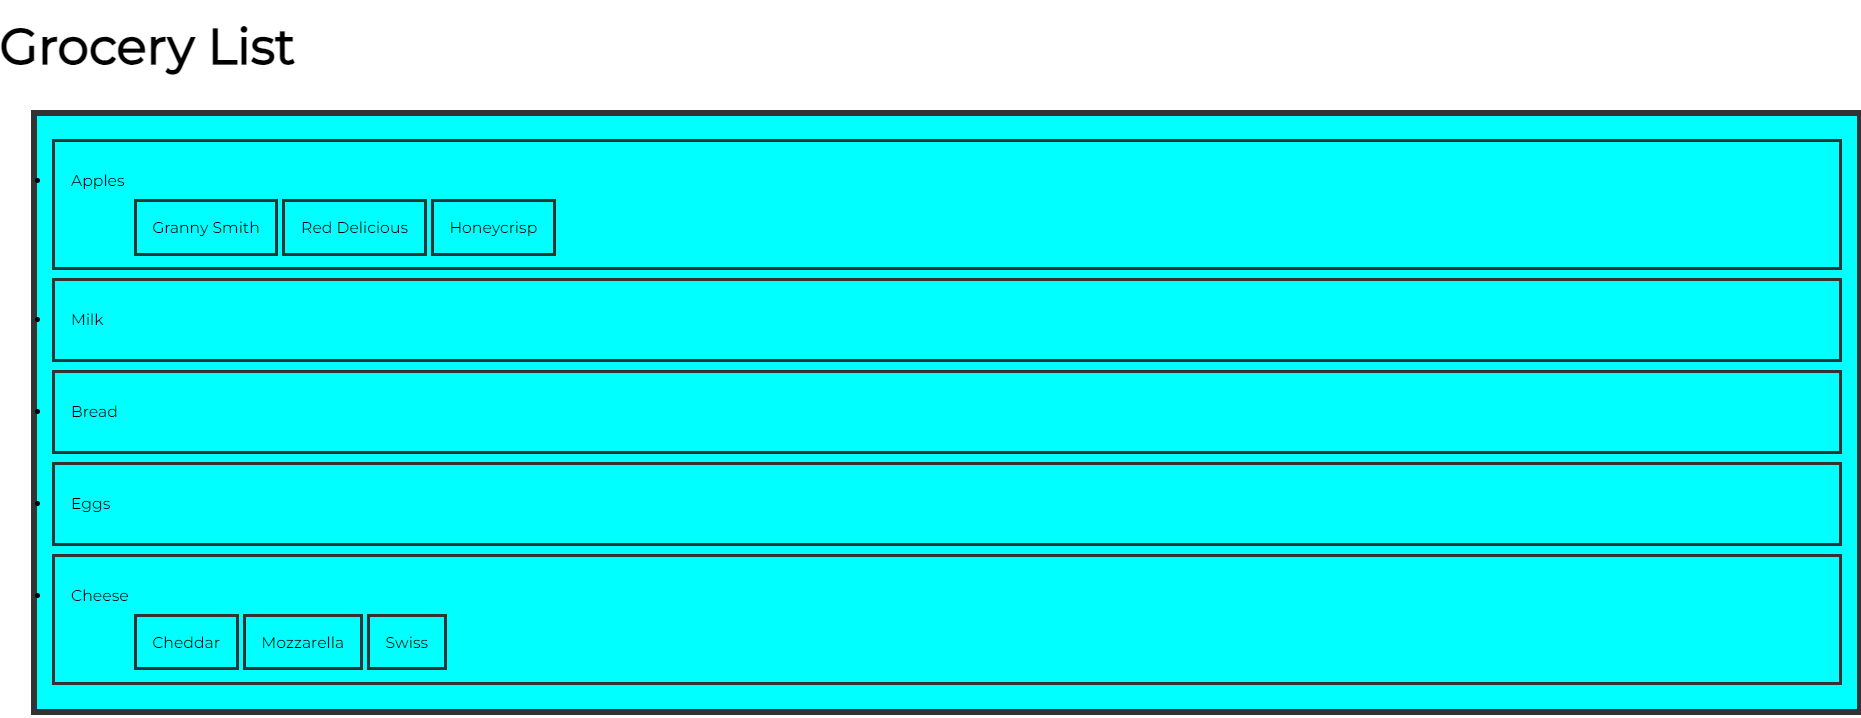 Grocery List
Apples
Granny Smith Red Delicious Honeycrisp
Milk
Bread
Eggs
Cheese
Cheddar Mozzarella Swiss